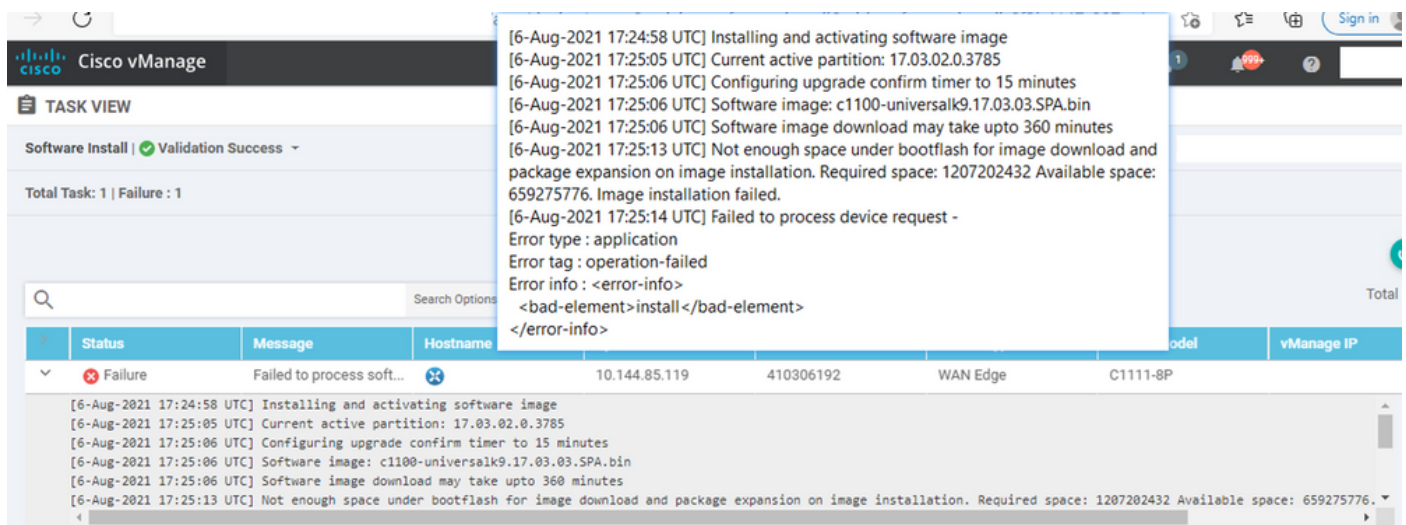 Sign in
CISCO
Cisco vManage
1
999+
TASK VIEW
Software Install | Validation Success
Total Task: 1 | Failure : 1
[6-Aug-2021 17:24:58 UTC] Installing and activating software image
[6-Aug-2021 17:25:05 UTC] Current active partition: 17.03.02.0.3785
[6-Aug-2021 17:25:06 UTC] Configuring upgrade confirm timer to 15 minutes
[6-Aug-2021 17:25:06 UTC] Software image: c1100-universalk9.17.03.03.SPA.bin
[6-Aug-2021 17:25:06 UTC] Software image download may take upto 360 minutes
[6-Aug-2021 17:25:13 UTC] Not enough space under bootflash for image download and
package expansion on image installation. Required space: 1207202432 Available space:
659275776. Image installation failed.
[6-Aug-2021 17:25:14 UTC] Failed to process device request -
Error type : application
Error tag : operation-failed
Error info : <error-info>
<bad-element>install</bad-element>
</error-info>
Search Options
Total
Status Message Hostname odel vManage IP
Failure Failed to process soft... 10.144.85.119 410306192 WAN Edge C1111-8P
[6-Aug-2021 17:24:58 UTC] Installing and activating software image
[6-Aug-2021 17:25:05 UTC] Current active partition: 17.03.02.0.3785
[6-Aug-2021 17:25:06 UTC] Configuring upgrade confirm timer to 15 minutes
[6-Aug-2021 17:25:06 UTC] Software image: c1100-universalk9.17.03.03.SPA.bin
[6-Aug-2021 17:25:06 UTC] Software image download may take upto 360 minutes
[6-Aug-2021 17:25:13 UTC] Not enough space under bootflash for image download and package expansion on image installation. Required space: 1207202432 Available space: 659275776.